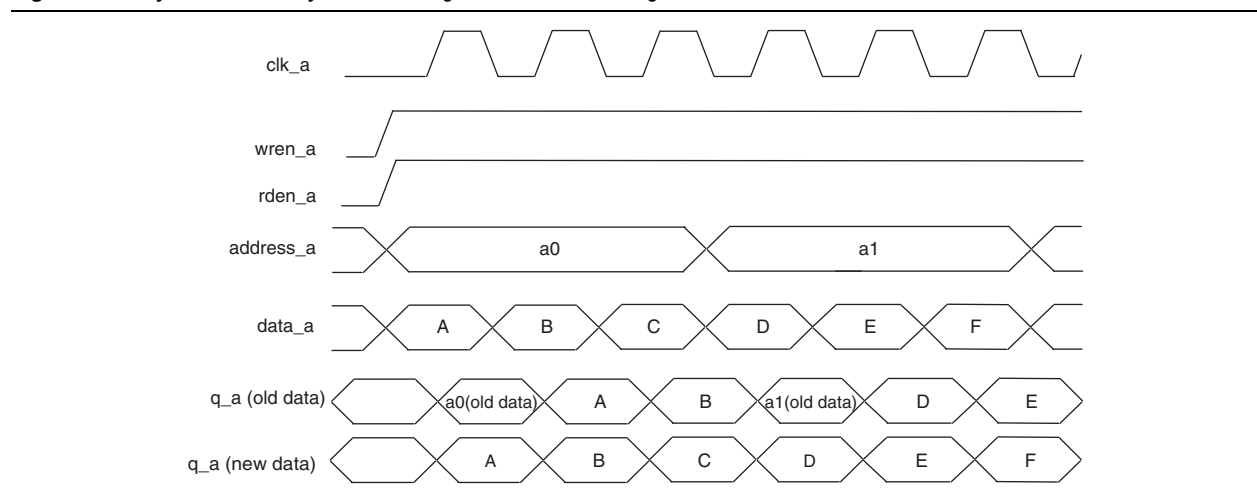 clk_a
wren_a
rden_a
address_a a0 a1
data_a A B C D E F
q_a (old data) a0(old data) A B a1(old data) D E
q_a (new data) A B C D E F